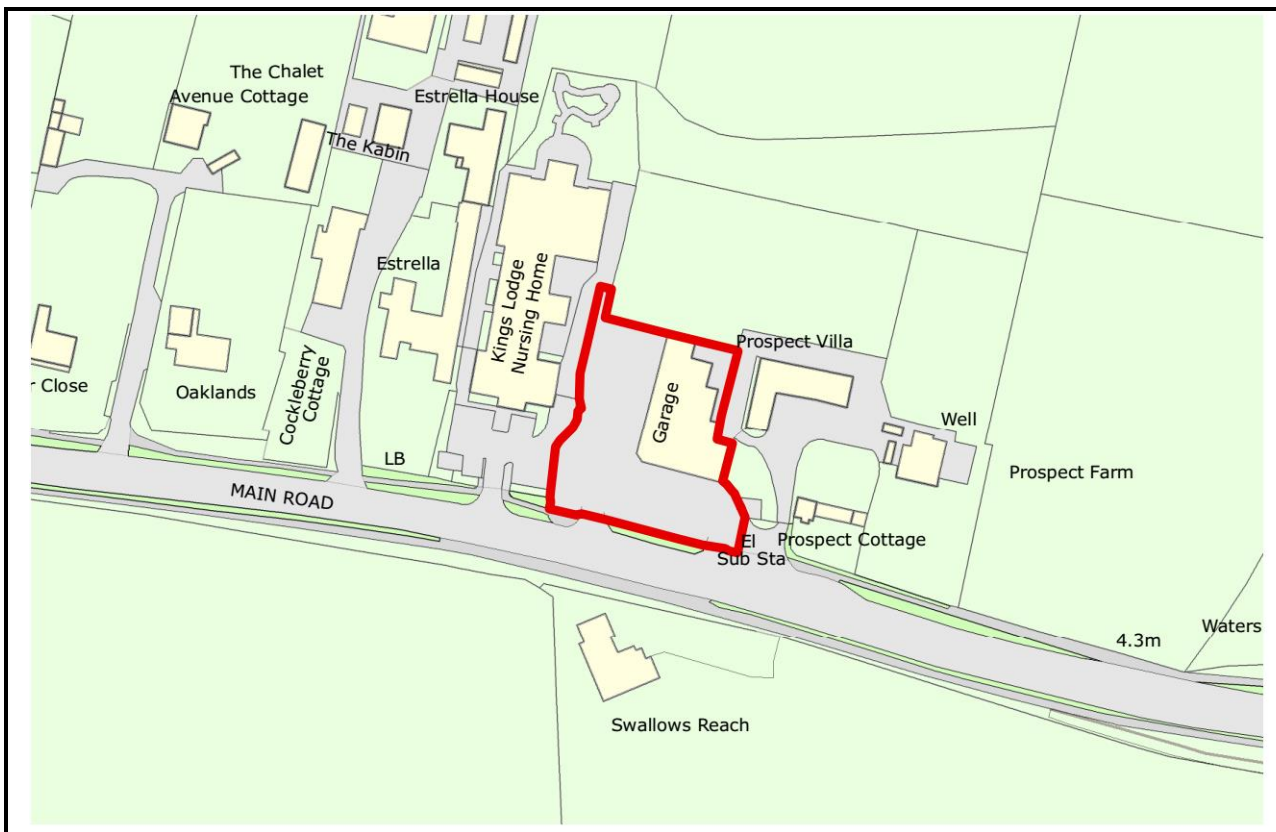 The Chalet
Avenue Cottage
Estrella House
The Kabin
Estrella
Kings Lodge
Nursing Home
Prospect Villa
Garage
r Close
Oaklands
Cockleberry
Cottage
Well
Prospect Farm
LB
MAIN ROAD
El
Sub Sta
Prospect Cottage
Waters
4.3m
Swallows Reach